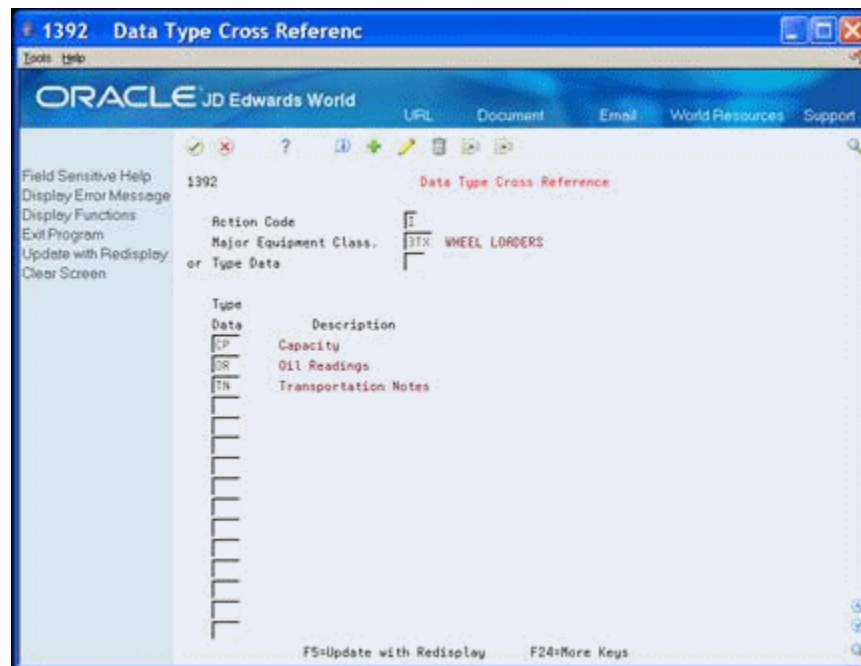 1392 Data Type Cross Referenc
Tools Help
ORACLE JD Edwards World
URL Document Email World Resources Support
?
Field Sensitive Help
Display Error Message
Display Functions
Exit Program
Update with Redisplay
Clear Screen
1392 Data Type Cross Reference
Action Code I
Major Equipment Class. 3TX WHEEL LOADERS
or Type Data
Type
Data Description
CP Capacity
OR Oil Readings
TN Transportation Notes
F5=Update with Redisplay F24=More Keys